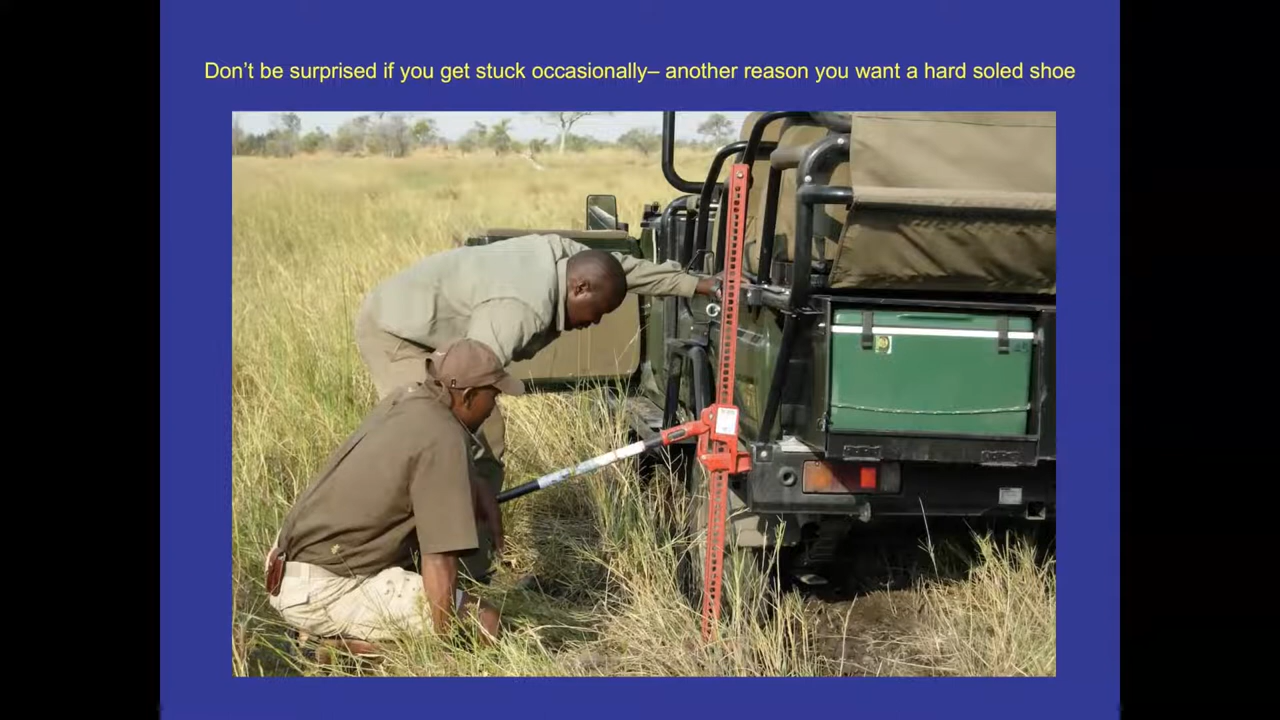 Don’t be surprised if you get stuck occasionally– another reason you want a hard soled shoe